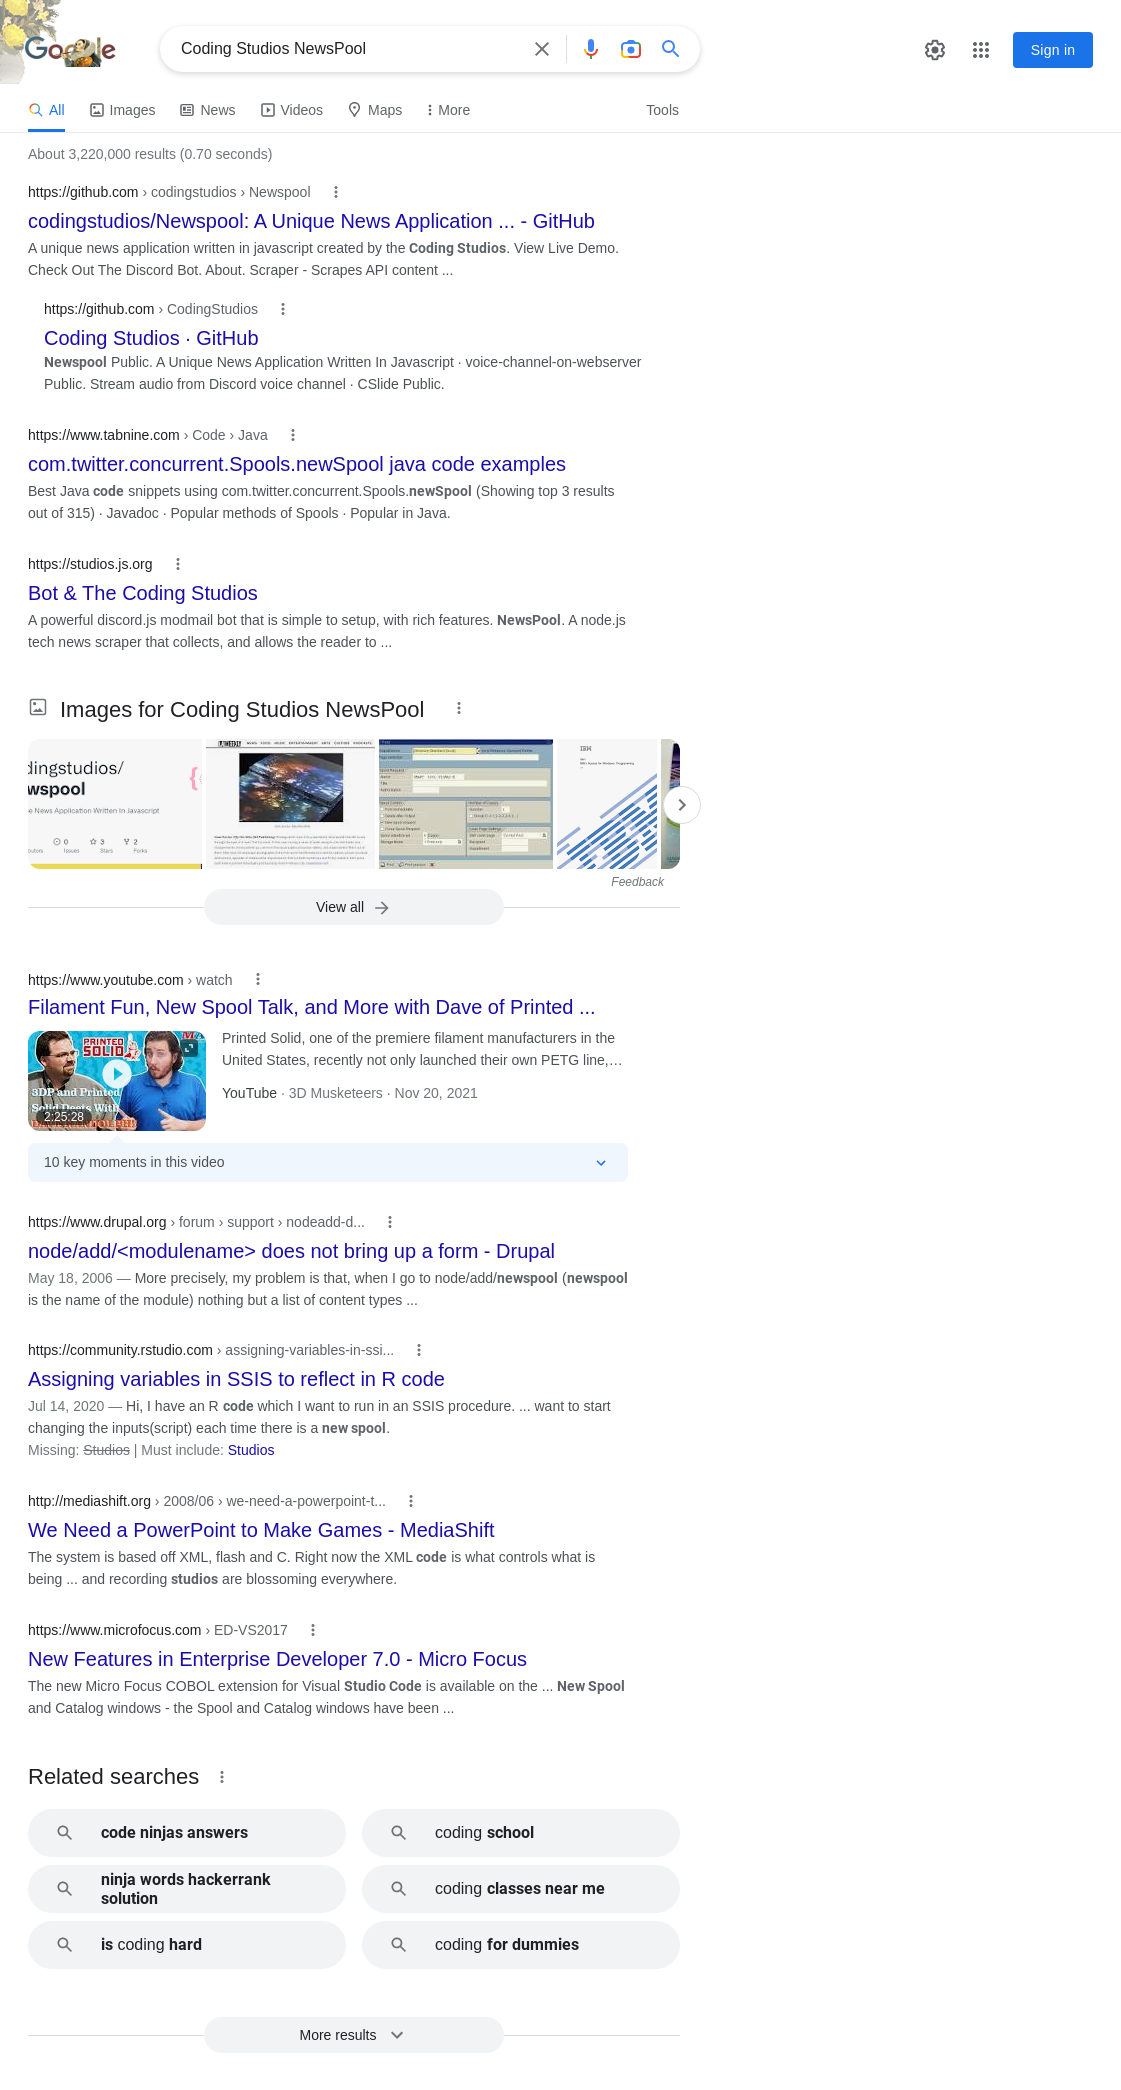 Google
Coding Studios NewsPool
Sign in
All Images News Videos Maps More Tools
About 3,220,000 results (0.70 seconds)
https://github.com › codingstudios › Newspool
codingstudios/Newspool: A Unique News Application ... - GitHub
A unique news application written in javascript created by the Coding Studios. View Live Demo.
Check Out The Discord Bot. About. Scraper - Scrapes API content ...
https://github.com › CodingStudios
Coding Studios · GitHub
Newspool Public. A Unique News Application Written In Javascript · voice-channel-on-webserver
Public. Stream audio from Discord voice channel · CSlide Public.
https://www.tabnine.com › Code › Java
com.twitter.concurrent.Spools.newSpool java code examples
Best Java code snippets using com.twitter.concurrent.Spools.newSpool (Showing top 3 results
out of 315) · Javadoc · Popular methods of Spools · Popular in Java.
https://studios.js.org
Bot & The Coding Studios
A powerful discord.js modmail bot that is simple to setup, with rich features. NewsPool. A node.js
tech news scraper that collects, and allows the reader to ...
Images for Coding Studios NewsPool
dingstudios/
wspool
e News Application Written In Javascript
0 3 2
butors Issues Stars Forks
IBM
Feedback
View all
https://www.youtube.com › watch
Filament Fun, New Spool Talk, and More with Dave of Printed ...
PRINTED
SOLID
3DP and Printed
Solid Deets With
2:25:28
Printed Solid, one of the premiere filament manufacturers in the
United States, recently not only launched their own PETG line,…
YouTube · 3D Musketeers · Nov 20, 2021
10 key moments in this video
https://www.drupal.org › forum › support › nodeadd-d...
node/add/<modulename> does not bring up a form - Drupal
May 18, 2006 — More precisely, my problem is that, when I go to node/add/newspool (newspool
is the name of the module) nothing but a list of content types ...
https://community.rstudio.com › assigning-variables-in-ssi...
Assigning variables in SSIS to reflect in R code
Jul 14, 2020 — Hi, I have an R code which I want to run in an SSIS procedure. ... want to start
changing the inputs(script) each time there is a new spool.
Missing: Studios | Must include: Studios
http://mediashift.org › 2008/06 › we-need-a-powerpoint-t...
We Need a PowerPoint to Make Games - MediaShift
The system is based off XML, flash and C. Right now the XML code is what controls what is
being ... and recording studios are blossoming everywhere.
https://www.microfocus.com › ED-VS2017
New Features in Enterprise Developer 7.0 - Micro Focus
The new Micro Focus COBOL extension for Visual Studio Code is available on the ... New Spool
and Catalog windows - the Spool and Catalog windows have been ...
Related searches
code ninjas answers
coding school
ninja words hackerrank
solution
coding classes near me
is coding hard
coding for dummies
More results